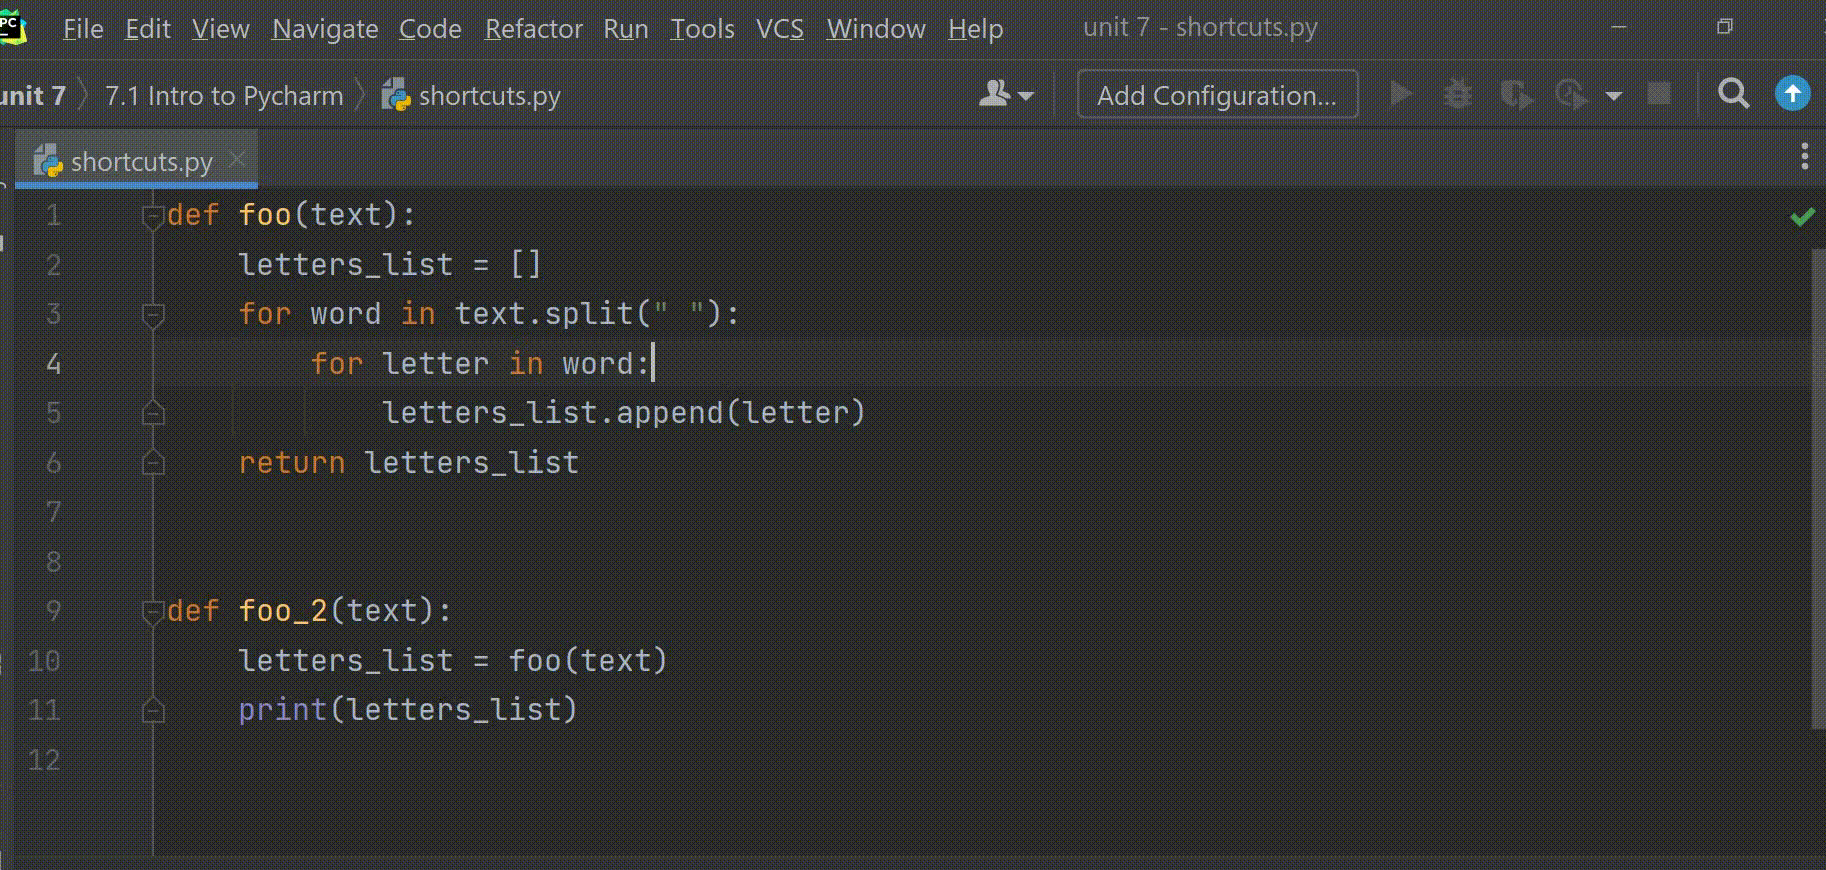 PC File Edit View Navigate Code Refactor Run Tools VCS Window Help unit 7 - shortcuts.py
unit 7 7.1 Intro to Pycharm shortcuts.py Add Configuration...
shortcuts.py
1 def foo(text):
2     letters_list = []
3     for word in text.split(" "):
4         for letter in word:
5             letters_list.append(letter)
6     return letters_list
7
8
9 def foo_2(text):
10     letters_list = foo(text)
11     print(letters_list)
12